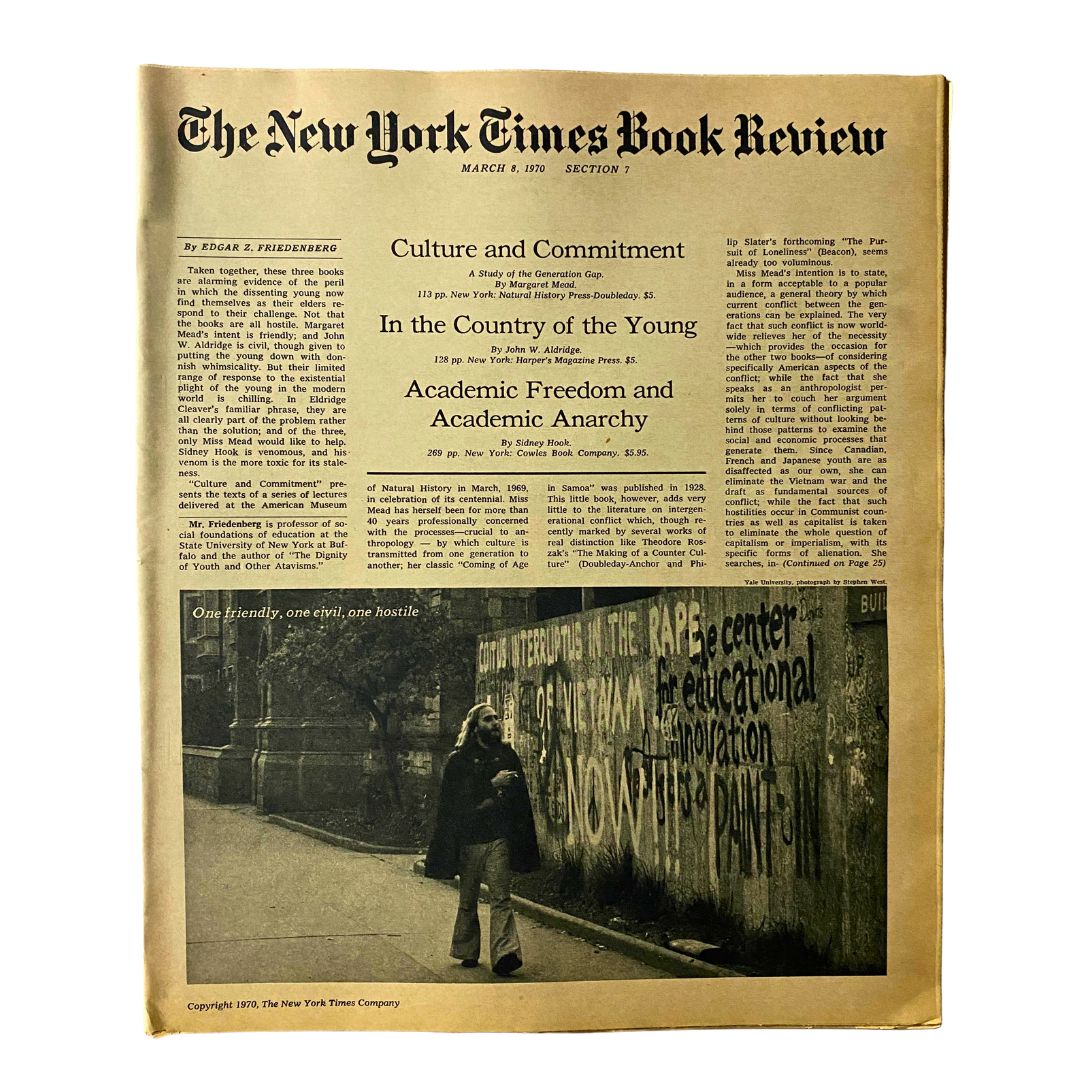 The New York Times Book Review
MARCH 8, 1970 SECTION 7
By EDGAR Z. FRIEDENBERG
Taken together, these three books
are alarming evidence of the peril
in which the dissenting young now
find themselves as their elders re-
spond to their challenge. Not that
the books are all hostile. Margaret
Mead's intent is friendly; and John
W. Aldridge is civil, though given to
putting the young down with don-
nish whimsicality. But their limited
range of response to the existential
plight of the young in the modern
world is chilling. In Eldridge
Cleaver's familiar phrase, they are
all clearly part of the problem rather
than the solution; and of the three,
only Miss Mead would like to help.
Sidney Hook is venomous, and his
venom is the more toxic for its stale-
ness.
"Culture and Commitment" pre-
sents the texts of a series of lectures
delivered at the American Museum
Mr. Friedenberg is professor of so-
cial foundations of education at the
State University of New York at Buf-
falo and the author of "The Dignity
of Youth and Other Atavisms."
Culture and Commitment
A Study of the Generation Gap.
By Margaret Mead.
113 pp. New York: Natural History Press-Doubleday. $5.
In the Country of the Young
By John W. Aldridge.
128 pp. New York: Harper's Magazine Press. $5.
Academic Freedom and
Academic Anarchy
By Sidney Hook.
269 pp. New York: Cowles Book Company. $5.95.
of Natural History in March, 1969,
in celebration of its centennial. Miss
Mead has herself been for more than
40 years professionally concerned
with the processes—crucial to an-
thropology — by which culture is
transmitted from one generation to
another; her classic "Coming of Age
in Samoa" was published in 1928.
This little book, however, adds very
little to the literature on intergen-
erational conflict which, though re-
cently marked by several works of
real distinction like Theodore Ros-
zak's "The Making of a Counter Cul-
ture" (Doubleday-Anchor and Phi-
lip Slater's forthcoming "The Pur-
suit of Loneliness" (Beacon), seems
already too voluminous.
Miss Mead's intention is to state,
in a form acceptable to a popular
audience, a general theory by which
current conflict between the gen-
erations can be explained. The very
fact that such conflict is now world-
wide relieves her of the necessity
—which provides the occasion for
the other two books—of considering
specifically American aspects of the
conflict; while the fact that she
speaks as an anthropologist per-
mits her to couch her argument
solely in terms of conflicting pat-
terns of culture without looking be-
hind those patterns to examine the
social and economic processes that
generate them. Since Canadian,
French and Japanese youth are as
disaffected as our own, she can
eliminate the Vietnam war and the
draft as fundamental sources of
conflict; while the fact that such
hostilities occur in Communist coun-
tries as well as capitalist is taken
to eliminate the whole question of
capitalism or imperialism, with its
specific forms of alienation. She
searches, in- (Continued on Page 25)
Yale University, photograph by Stephen West.
One friendly, one civil, one hostile
COITUS INTERRUPTUS IN THE RAPE
OF VIETNAM
NOW!!
the center
for educational
innovation
a PAINT IN
BUIL
Copyright 1970, The New York Times Company